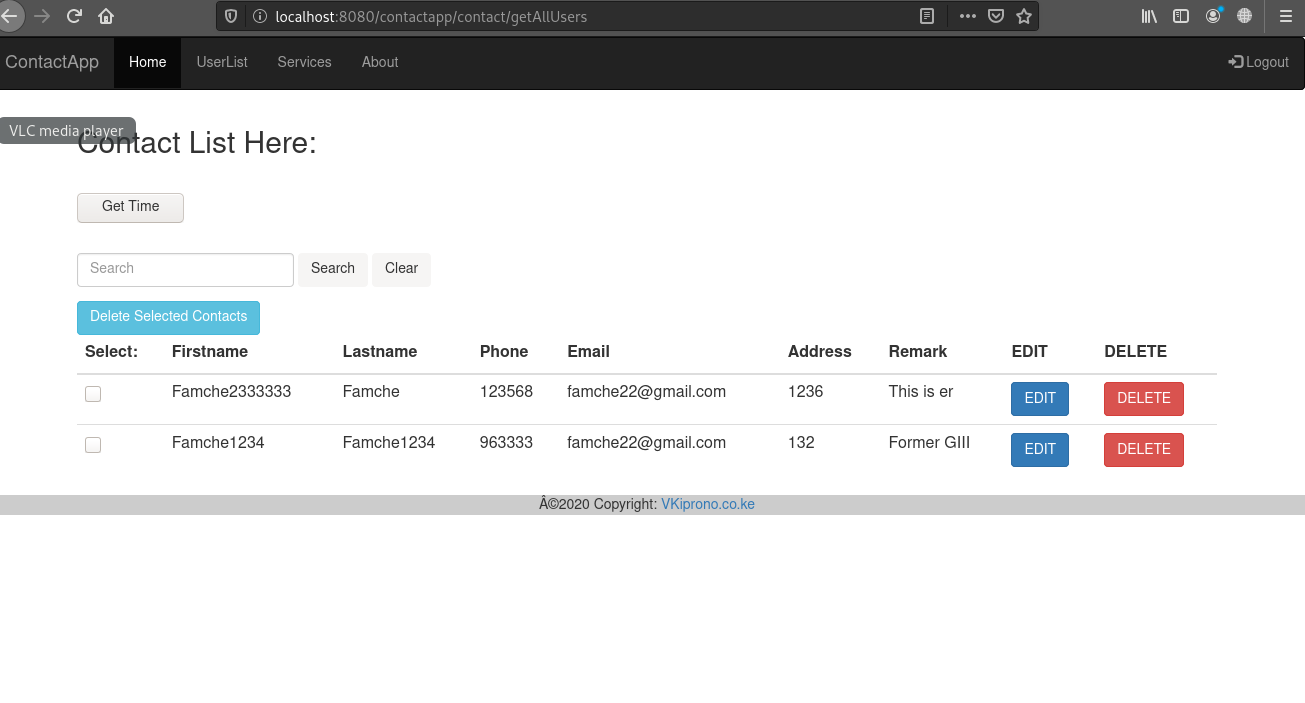 localhost:8080/contactapp/contact/getAllUsers
ContactApp Home UserList Services About Logout
VLC media player
Contact List Here:
Get Time
Search Search Clear
Delete Selected Contacts
Select: Firstname Lastname Phone Email Address Remark EDIT DELETE
Famche2333333 Famche 123568 famche22@gmail.com 1236 This is er EDIT DELETE
Famche1234 Famche1234 963333 famche22@gmail.com 132 Former GIII EDIT DELETE
Â©2020 Copyright: VKiprono.co.ke